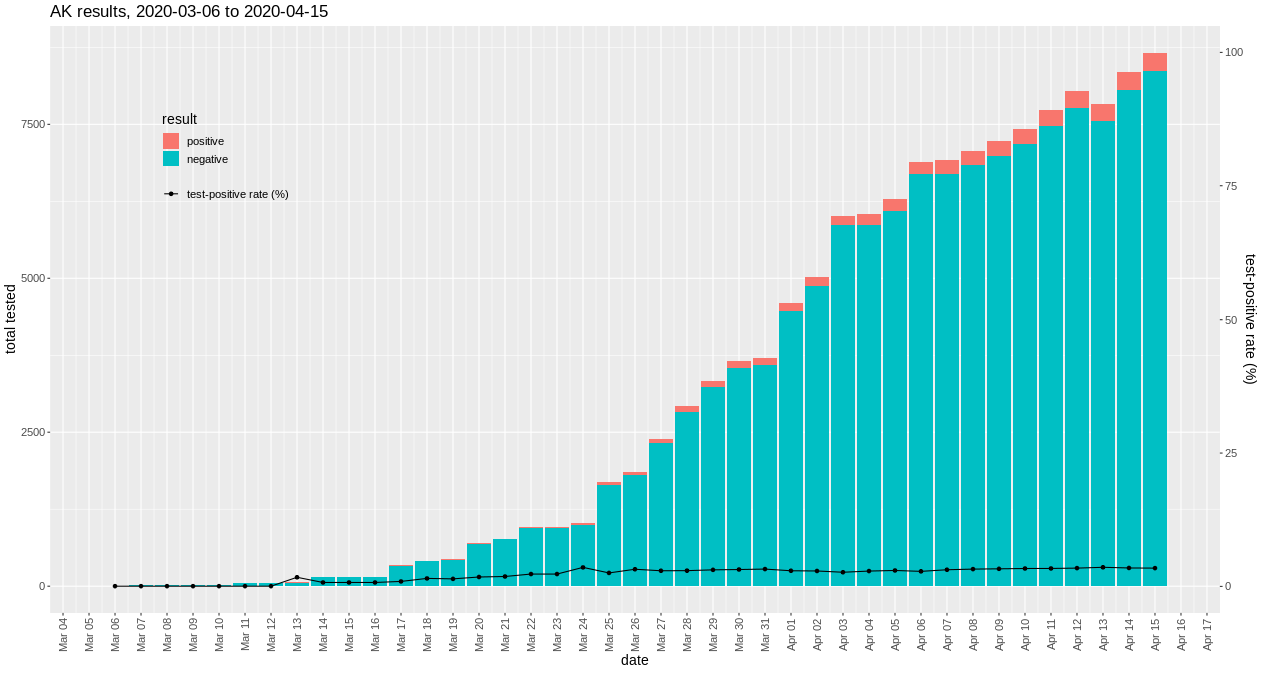 AK results, 2020-03-06 to 2020-04-15
result
positive
negative
test-positive rate (%)
total tested
7500
5000
2500
0
100
75
50
25
0
test-positive rate (%)
Mar 04
Mar 05
Mar 06
Mar 07
Mar 08
Mar 09
Mar 10
Mar 11
Mar 12
Mar 13
Mar 14
Mar 15
Mar 16
Mar 17
Mar 18
Mar 19
Mar 20
Mar 21
Mar 22
Mar 23
Mar 24
Mar 25
Mar 26
Mar 27
Mar 28
Mar 29
Mar 30
Mar 31
Apr 01
Apr 02
Apr 03
Apr 04
Apr 05
Apr 06
Apr 07
Apr 08
Apr 09
Apr 10
Apr 11
Apr 12
Apr 13
Apr 14
Apr 15
Apr 16
Apr 17
date